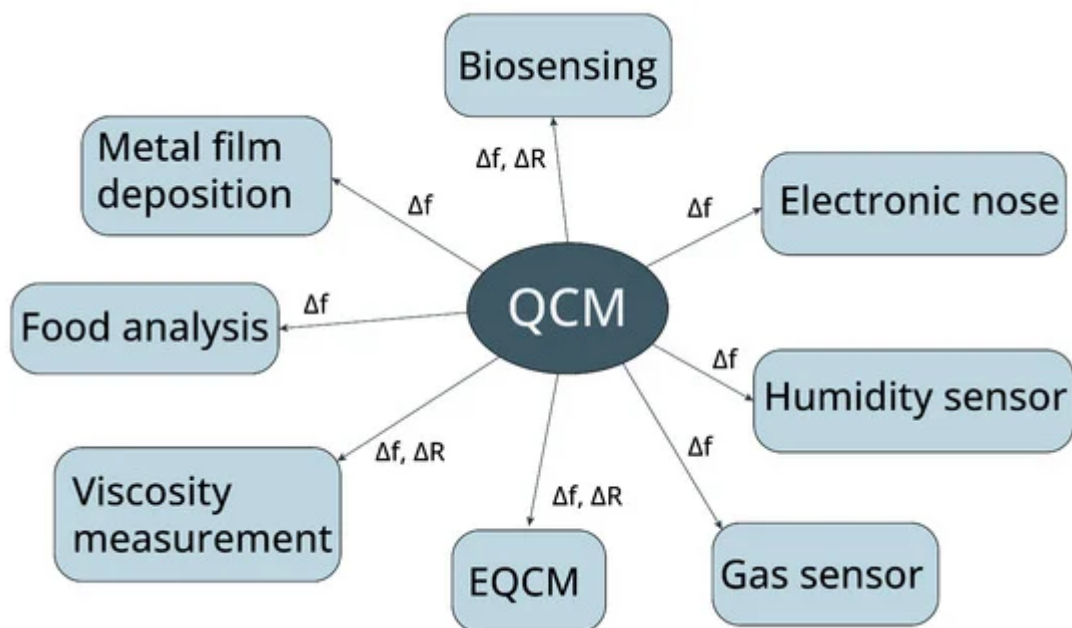 Biosensing
Metal film
deposition
Δf, ΔR
Electronic nose
Δf
Δf
QCM
Food analysis
Δf
Δf
Humidity sensor
Δf
Viscosity
measurement
Δf, ΔR
Δf, ΔR
EQCM
Gas sensor